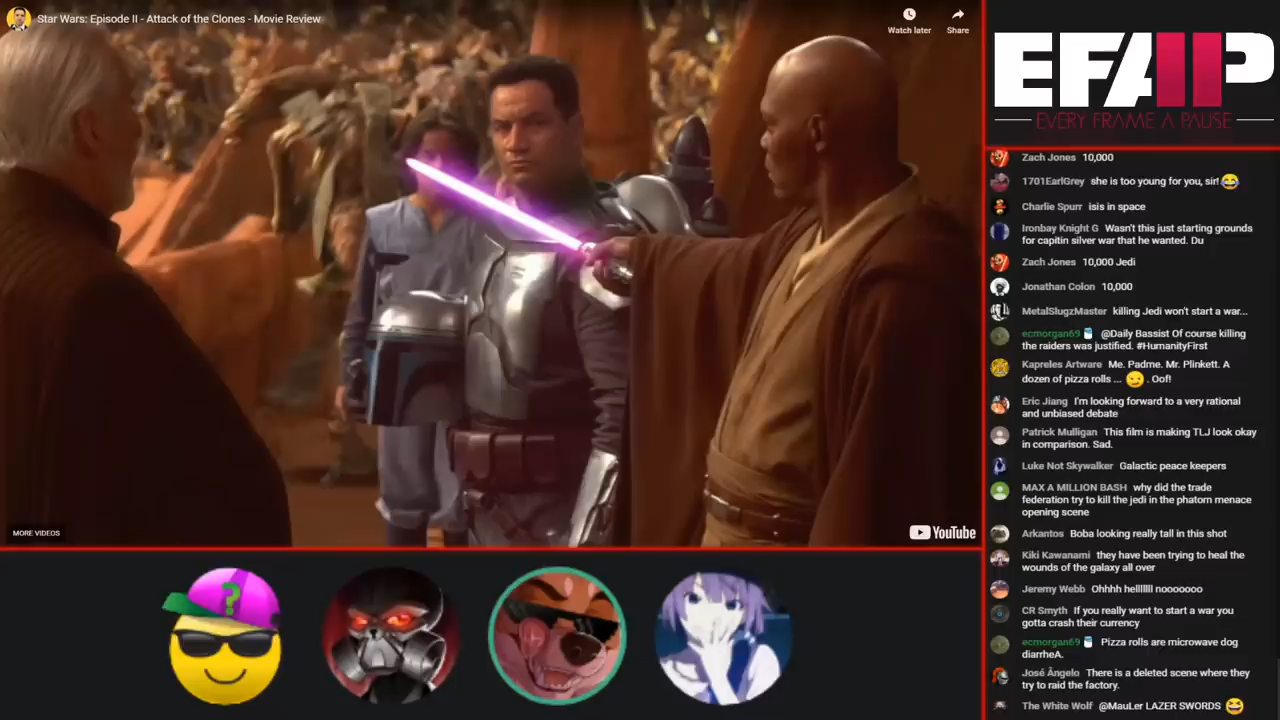 Star Wars: Episode II - Attack of the Clones - Movie Review
Watch later
Share
MORE VIDEOS
YouTube
?
EFAP
EVERY FRAME A PAUSE
Zach Jones 10,000
1701EarlGrey she is too young for you, sir!😂
Charlie Spurr isis in space
Ironbay Knight G Wasn't this just starting grounds
for capitin silver war that he wanted. Du
Zach Jones 10,000 Jedi
Jonathan Colon 10,000
MetalSlugzMaster killing Jedi won't start a war...
ecmorgan69 @Daily Bassist Of course killing
the raiders was justified. #HumanityFirst
Kapreles Artware Me. Padme. Mr. Plinkett. A
dozen of pizza rolls ... 😏 . Oof!
Eric Jiang I'm looking forward to a very rational
and unbiased debate
Patrick Mulligan This film is making TLJ look okay
in comparison. Sad.
Luke Not Skywalker Galactic peace keepers
MAX A MILLION BASH why did the trade
federation try to kill the jedi in the phatom menace
opening scene
Arkantos Boba looking really tall in this shot
Kiki Kawanami they have been trying to heal the
wounds of the galaxy all over
Jeremy Webb Ohhhh helllllll nooooooo
CR Smyth If you really want to start a war you
gotta crash their currency
ecmorgan69 Pizza rolls are microwave dog
diarrheA.
José Ângelo There is a deleted scene where they
try to raid the factory.
The White Wolf @MauLer LAZER SWORDS 😆